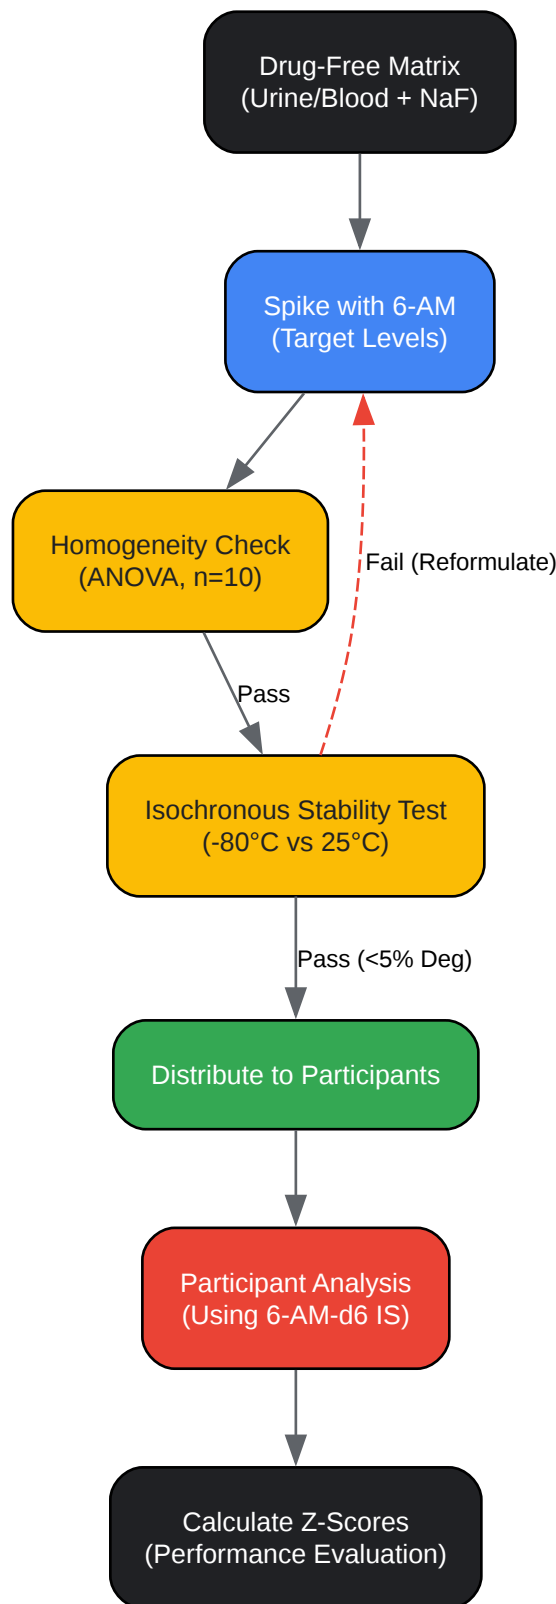 Drug-Free Matrix
(Urine/Blood + NaF)
Spike with 6-AM
(Target Levels)
Homogeneity Check
(ANOVA, n=10)
Fail (Reformulate)
Pass
Isochronous Stability Test
(-80°C vs 25°C)
Pass (<5% Deg)
Distribute to Participants
Participant Analysis
(Using 6-AM-d6 IS)
Calculate Z-Scores
(Performance Evaluation)